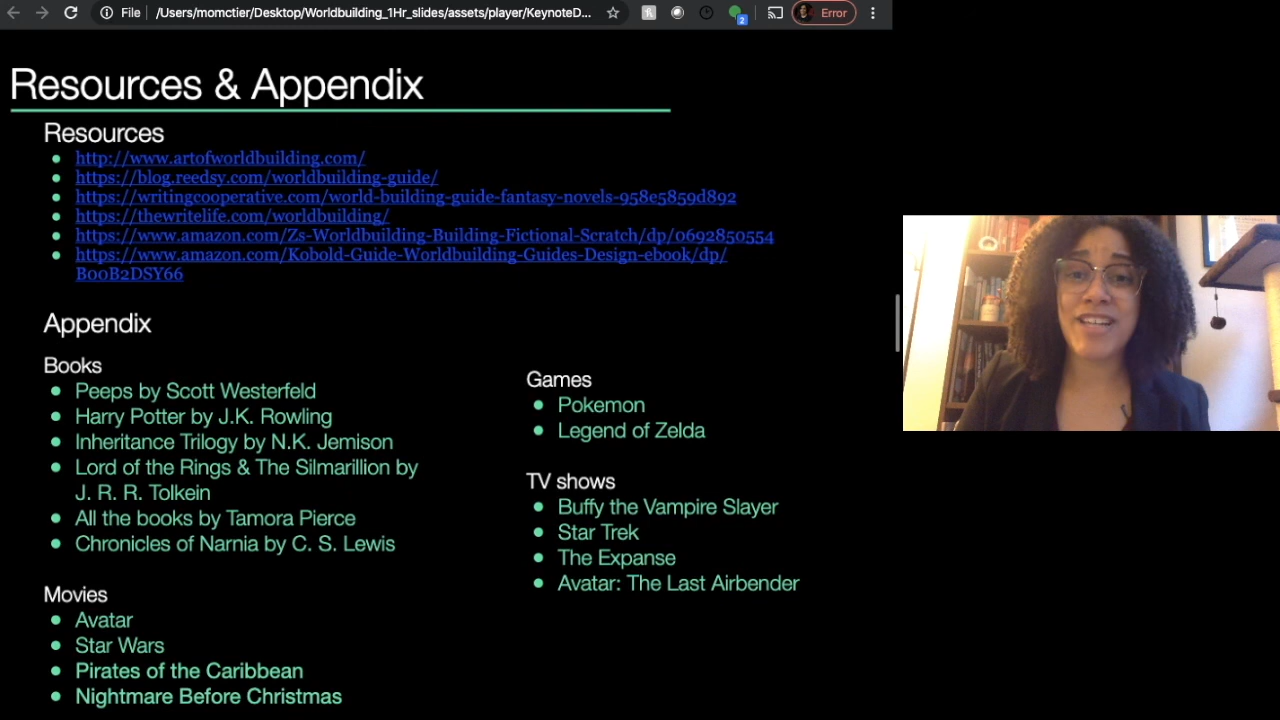 File
/Users/momctier/Desktop/Worldbuilding_1Hr_slides/assets/player/KeynoteD...
2
Error
Resources & Appendix
Resources
http://www.artofworldbuilding.com/
https://blog.reedsy.com/worldbuilding-guide/
https://writingcooperative.com/world-building-guide-fantasy-novels-958e5859d892
https://thewritelife.com/worldbuilding/
https://www.amazon.com/Zs-Worldbuilding-Building-Fictional-Scratch/dp/0692850554
https://www.amazon.com/Kobold-Guide-Worldbuilding-Guides-Design-ebook/dp/
B00B2DSY66
Appendix
Books
Peeps by Scott Westerfeld
Harry Potter by J.K. Rowling
Inheritance Trilogy by N.K. Jemison
Lord of the Rings & The Silmarillion by
J. R. R. Tolkein
All the books by Tamora Pierce
Chronicles of Narnia by C. S. Lewis
Movies
Avatar
Star Wars
Pirates of the Caribbean
Nightmare Before Christmas
Games
Pokemon
Legend of Zelda
TV shows
Buffy the Vampire Slayer
Star Trek
The Expanse
Avatar: The Last Airbender